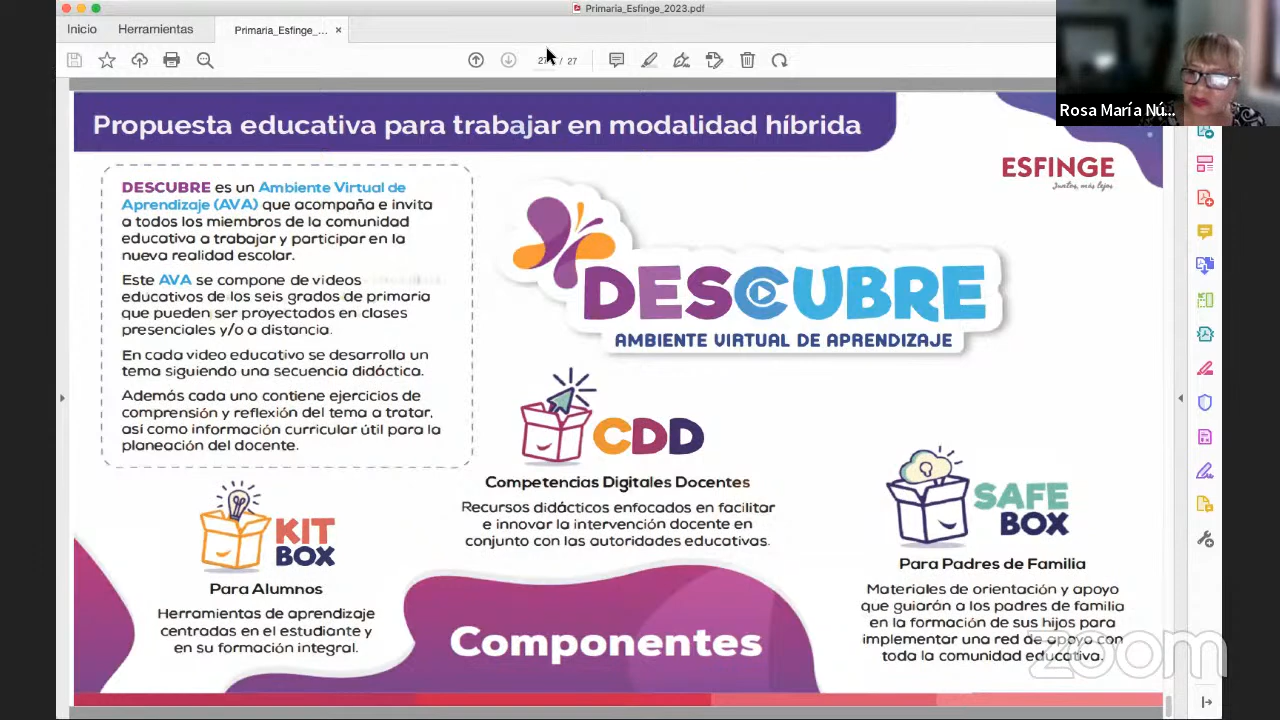 Primaria_Esfinge_2023.pdf
Inicio
Herramientas
Primaria_Esfinge_...
27 / 27
Rosa María Nú...
Propuesta educativa para trabajar en modalidad híbrida
ESFINGE
Juntos, más lejos
DESCUBRE es un Ambiente Virtual de
Aprendizaje (AVA) que acompaña e invita
a todos los miembros de la comunidad
educativa a trabajar y participar en la
nueva realidad escolar.
Este AVA se compone de videos
educativos de los seis grados de primaria
que pueden ser proyectados en clases
presenciales y/o a distancia.
En cada video educativo se desarrolla un
tema siguiendo una secuencia didáctica.
Además cada uno contiene ejercicios de
comprensión y reflexión del tema a tratar,
así como información curricular útil para la
planeación del docente.
DESCUBRE
AMBIENTE VIRTUAL DE APRENDIZAJE
CDD
Competencias Digitales Docentes
Recursos didácticos enfocados en facilitar
e innovar la intervención docente en
conjunto con las autoridades educativas.
KIT
BOX
Para Alumnos
Herramientas de aprendizaje
centradas en el estudiante y
en su formación integral.
SAFE
BOX
Para Padres de Familia
Materiales de orientación y apoyo
que guiarán a los padres de familia
en la formación de sus hijos para
implementar una red de apoyo con
toda la comunidad educativa.
Componentes
zoom